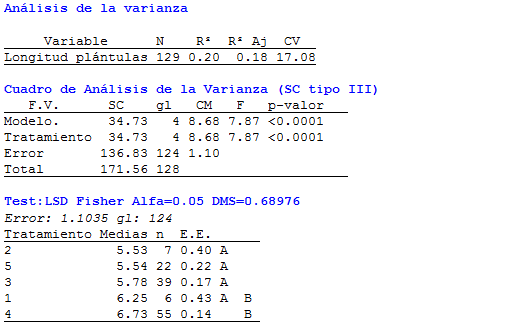 Análisis de la varianza
Variable N R² R² Aj CV
Longitud plántulas 129 0.20 0.18 17.08
Cuadro de Análisis de la Varianza (SC tipo III)
F.V. SC gl CM F p-valor
Modelo. 34.73 4 8.68 7.87 <0.0001
Tratamiento 34.73 4 8.68 7.87 <0.0001
Error 136.83 124 1.10
Total 171.56 128
Test:LSD Fisher Alfa=0.05 DMS=0.68976
Error: 1.1035 gl: 124
Tratamiento Medias n E.E.
2 5.53 7 0.40 A
5 5.54 22 0.22 A
3 5.78 39 0.17 A
1 6.25 6 0.43 A B
4 6.73 55 0.14 B